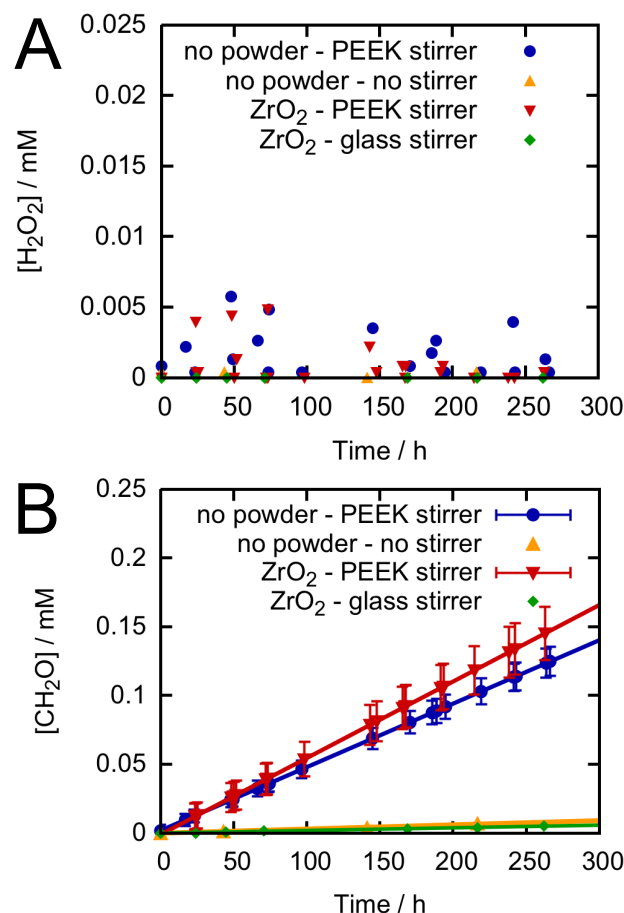 A
0.025
no powder - PEEK stirrer
no powder - no stirrer
0.02
ZrO2 - PEEK stirrer
ZrO2 - glass stirrer
0.015
[H2O2] / mM
0.01
0.005
0
0 50 100 150 200 250 300
Time / h
B
0.25
no powder - PEEK stirrer
no powder - no stirrer
0.2
ZrO2 - PEEK stirrer
ZrO2 - glass stirrer
0.15
[CH2O] / mM
0.1
0.05
0
0 50 100 150 200 250 300
Time / h